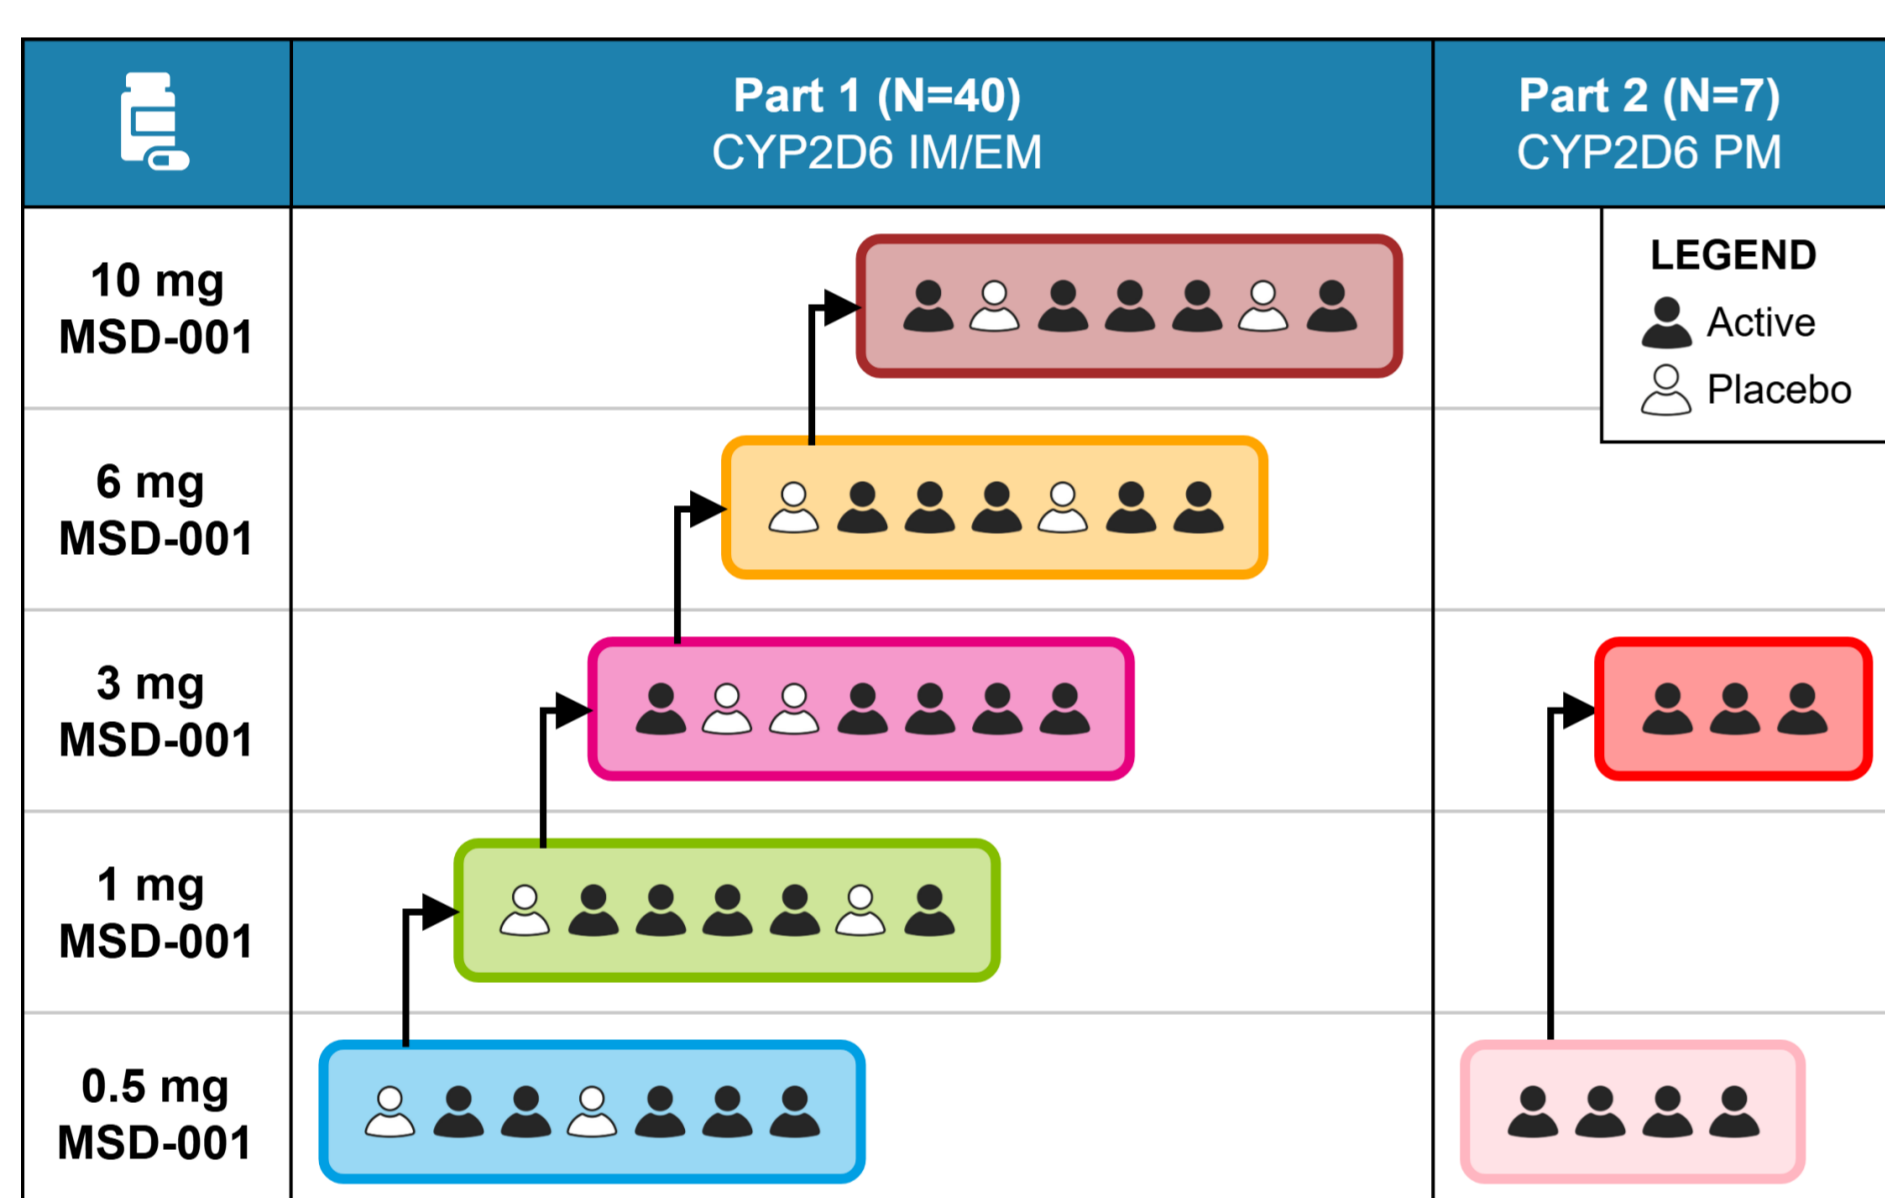 Part 1 (N=40)
CYP2D6 IM/EM
Part 2 (N=7)
CYP2D6 PM
10 mg
MSD-001
LEGEND
Active
Placebo
6 mg
MSD-001
3 mg
MSD-001
1 mg
MSD-001
0.5 mg
MSD-001